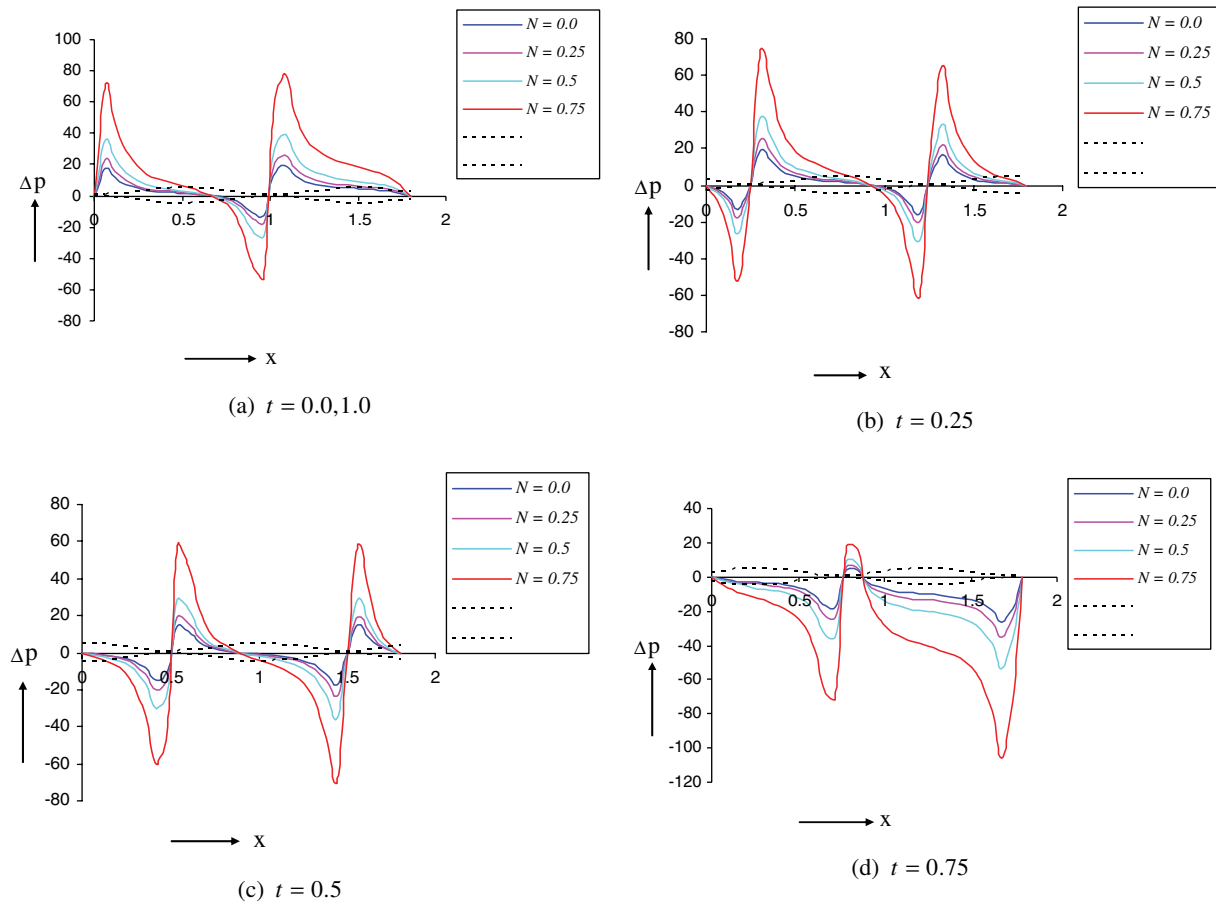 N = 0.0
N = 0.25
N = 0.5
N = 0.75
100
80
60
40
20
0
-20
-40
-60
-80
0
0.5
1
1.5
2
Δp
x
(a) t = 0.0,1.0
N = 0.0
N = 0.25
N = 0.5
N = 0.75
80
60
40
20
0
-20
-40
-60
-80
0
0.5
1
1.5
2
Δp
x
(b) t = 0.25
N = 0.0
N = 0.25
N = 0.5
N = 0.75
80
60
40
20
0
-20
-40
-60
-80
0
0.5
1
1.5
2
Δp
x
(c) t = 0.5
N = 0.0
N = 0.25
N = 0.5
N = 0.75
40
20
0
-20
-40
-60
-80
-100
-120
0
0.5
1
1.5
2
Δp
x
(d) t = 0.75